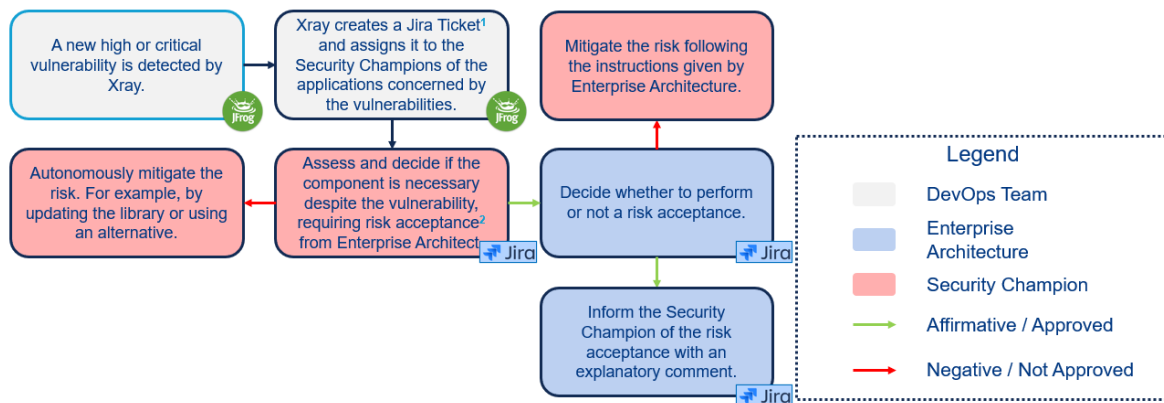 A new high or critical
vulnerability is detected by
Xray.
JFrog
Xray creates a Jira Ticket1
and assigns it to the
Security Champions of the
applications concerned by
the vulnerabilities.
JFrog
Mitigate the risk following
the instructions given by
Enterprise Architecture.
Autonomously mitigate the
risk. For example, by
updating the library or using
an alternative.
Assess and decide if the
component is necessary
despite the vulnerability,
requiring risk acceptance2
from Enterprise Architect
Jira
Decide whether to perform
or not a risk acceptance.
Jira
Inform the Security
Champion of the risk
acceptance with an
explanatory comment.
Jira
Legend
DevOps Team
Enterprise
Architecture
Security Champion
Affirmative / Approved
Negative / Not Approved